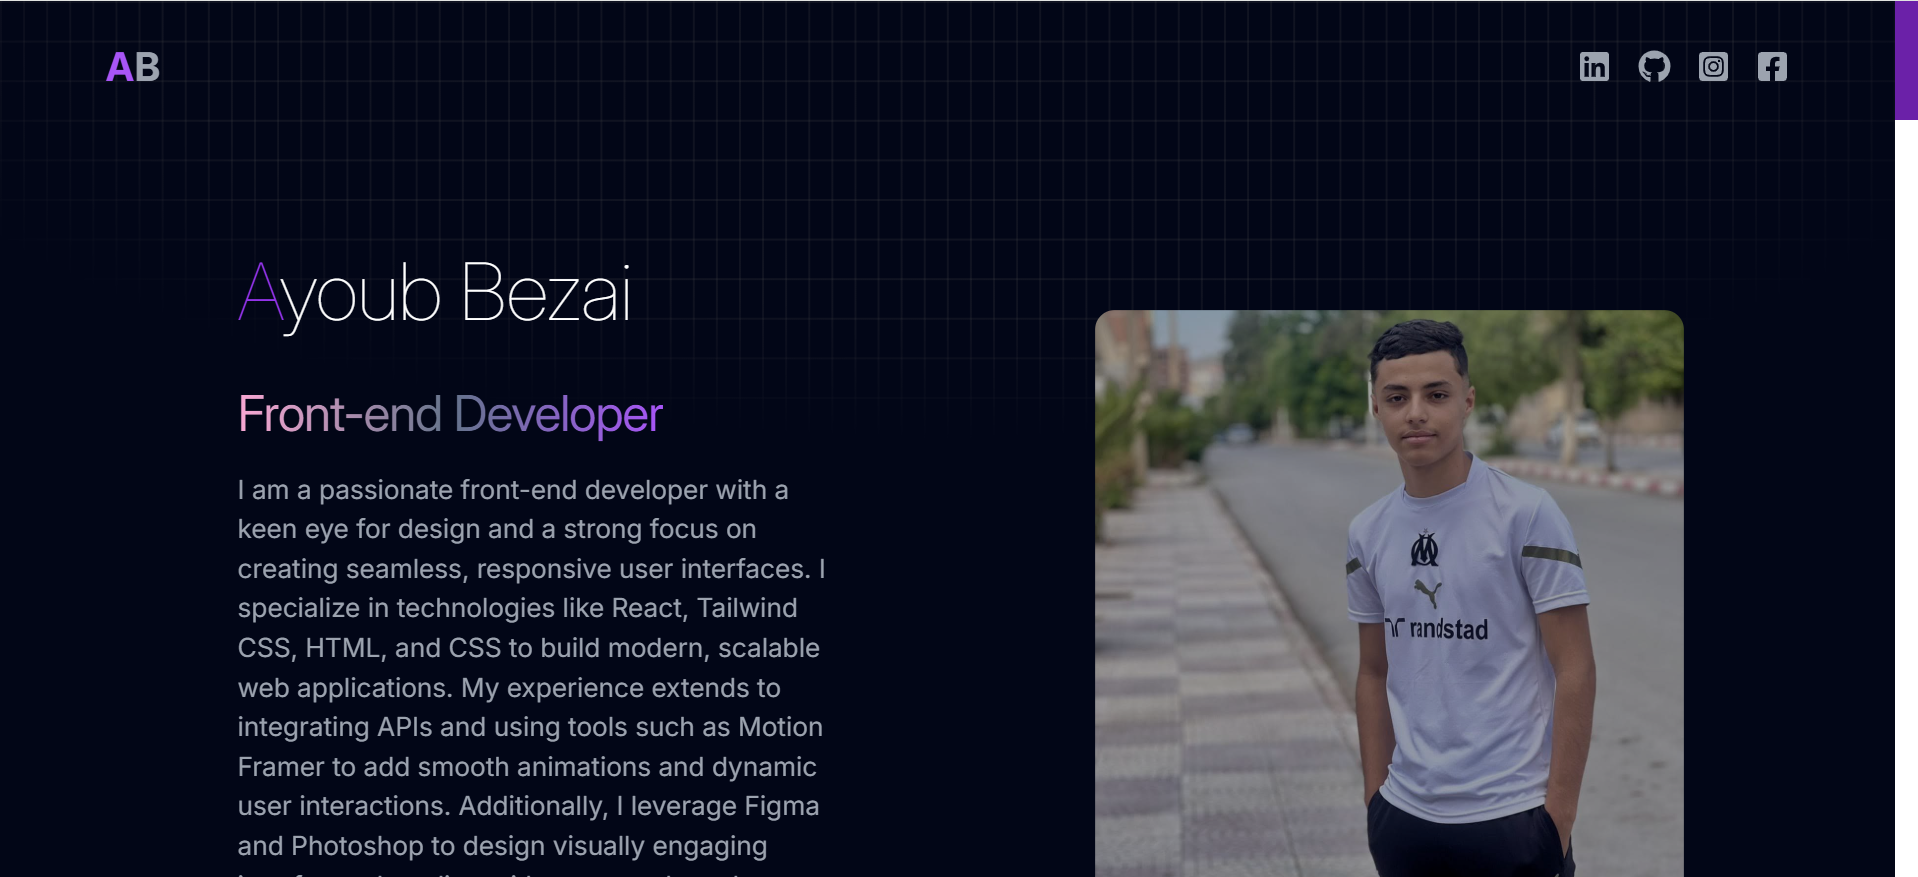 AB
Ayoub Bezai
Front-end Developer
I am a passionate front-end developer with a
keen eye for design and a strong focus on
creating seamless, responsive user interfaces. I
specialize in technologies like React, Tailwind
CSS, HTML, and CSS to build modern, scalable
web applications. My experience extends to
integrating APIs and using tools such as Motion
Framer to add smooth animations and dynamic
user interactions. Additionally, I leverage Figma
and Photoshop to design visually engaging
randstad